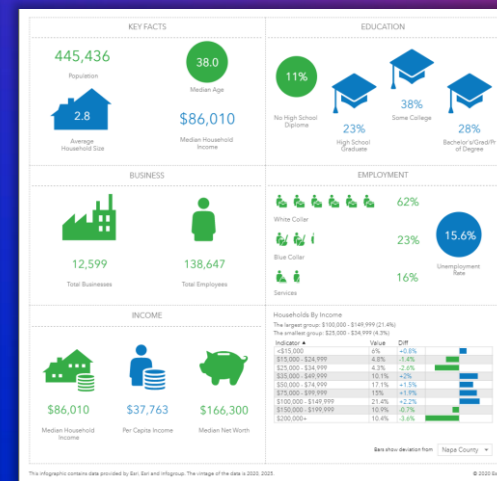 KEY FACTS
445,436
Population
38.0
Median Age
2.8
Average
Household Size
$86,010
Median Household
Income
EDUCATION
11%
No High School
Diploma
23%
High School
Graduate
38%
Some College
28%
Bachelor's/Grad/Pr
of Degree
BUSINESS
12,599
Total Businesses
138,647
Total Employees
EMPLOYMENT
62%
White Collar
23%
Blue Collar
16%
Services
15.6%
Unemployment
Rate
INCOME
$86,010
Median Household
Income
$37,763
Per Capita Income
$166,300
Median Net Worth
Households By Income
The largest group: $100,000 - $149,999 (21.4%)
The smallest group: $25,000 - $34,999 (4.3%)
Indicator ▲ Value Diff
<$15,000 6% +0.8%
$15,000 - $24,999 4.8% -1.4%
$25,000 - $34,999 4.3% -2.6%
$35,000 - $49,999 10.1% +2%
$50,000 - $74,999 17.1% +1.5%
$75,000 - $99,999 15% +1.9%
$100,000 - $149,999 21.4% +2.2%
$150,000 - $199,999 10.9% -0.7%
$200,000+ 10.4% -3.6%
Bars show deviation from Napa County
This infographic contains data provided by Esri, Esri and Infogroup. The vintage of the data is 2020, 2025.
© 2020 Esri